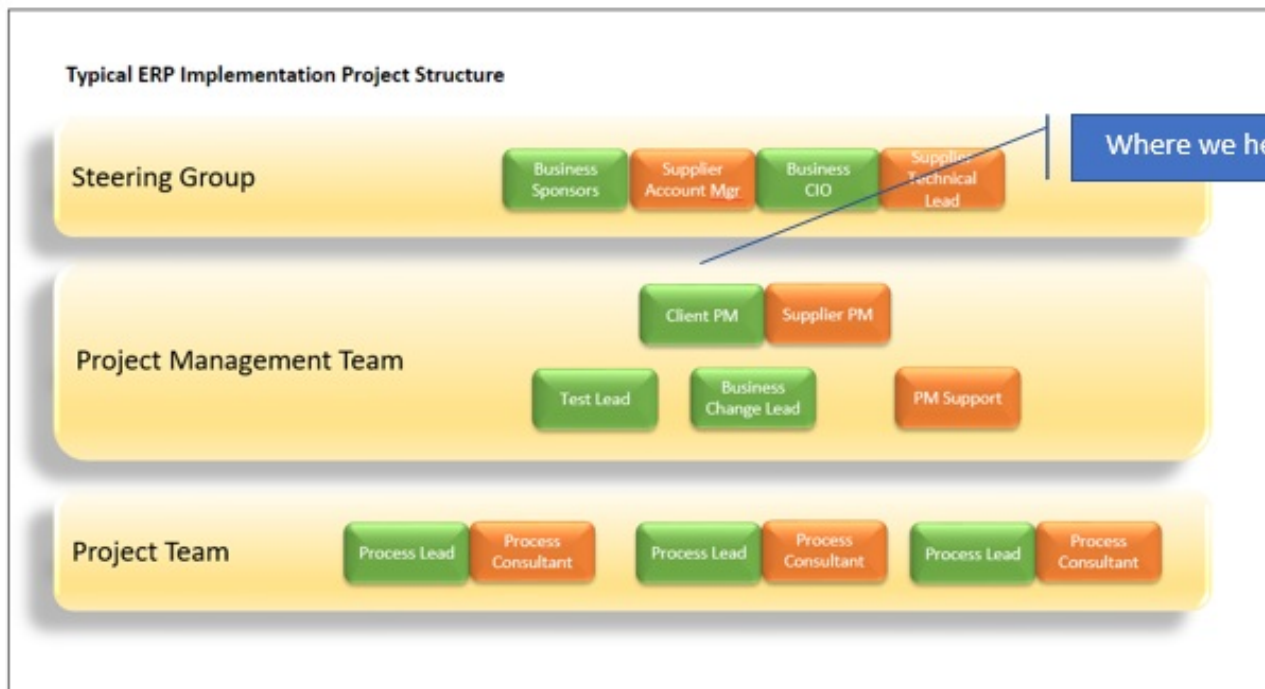 Typical ERP Implementation Project Structure
Where we he
Steering Group
Business
Sponsors
Supplier
Account Mgr
Business
CIO
Supplier
Technical
Lead
Client PM
Supplier PM
Project Management Team
Test Lead
Business
Change Lead
PM Support
Project Team
Process Lead
Process
Consultant
Process Lead
Process
Consultant
Process Lead
Process
Consultant